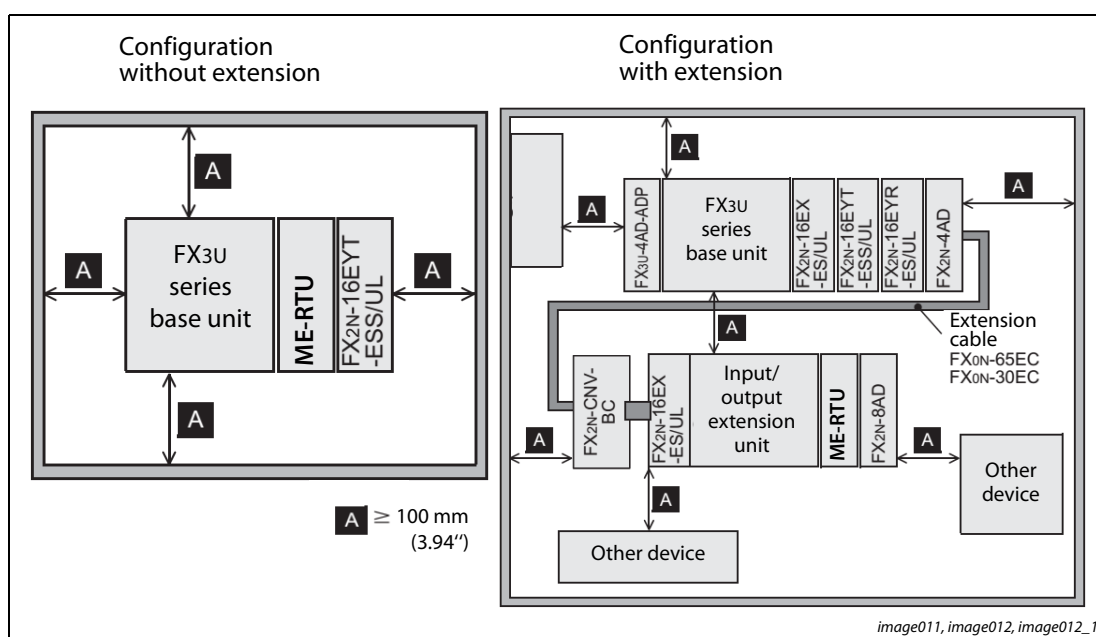 Configuration
without extension
A
A
FX3U
series
base unit
ME-RTU
FX2N-16EYT
-ESS/UL
A
A
A ≥ 100 mm
(3.94‘‘)
Configuration
with extension
A
A
FX3U-4AD-ADP
FX3U
series
base unit
FX2N-16EX
-ES/UL
FX2N-16EYT
-ESS/UL
FX2N-16EYR
-ES/UL
FX2N-4AD
A
A
Extension
cable
FX0N-65EC
FX0N-30EC
FX2N-CNV-
BC
FX2N-16EX
-ES/UL
Input/
output
extension
unit
ME-RTU
FX2N-8AD
A
A
A
Other
device
Other device
image011, image012, image012_1